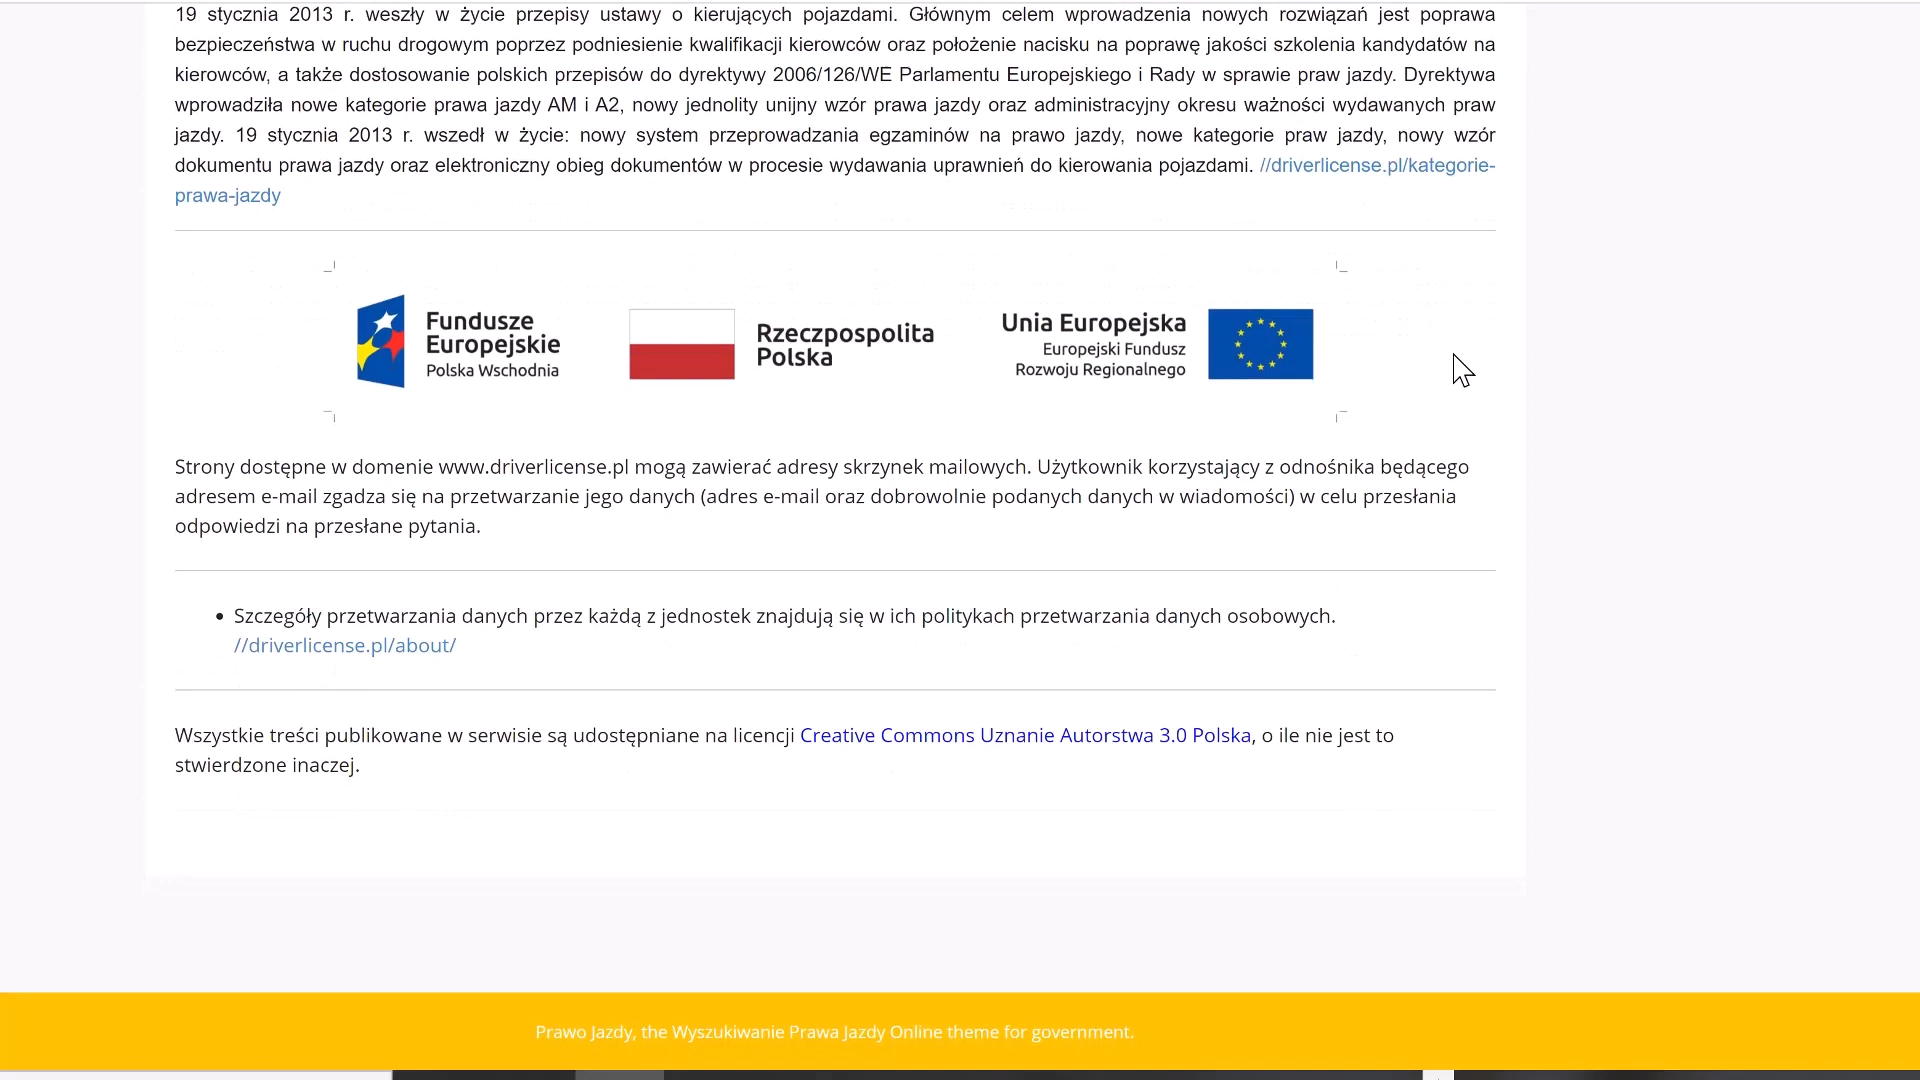 19 stycznia 2013 r. weszły w życie przepisy ustawy o kierujących pojazdami. Głównym celem wprowadzenia nowych rozwiązań jest poprawa
bezpieczeństwa w ruchu drogowym poprzez podniesienie kwalifikacji kierowców oraz położenie nacisku na poprawę jakości szkolenia kandydatów na
kierowców, a także dostosowanie polskich przepisów do dyrektywy 2006/126/WE Parlamentu Europejskiego i Rady w sprawie praw jazdy. Dyrektywa
wprowadziła nowe kategorie prawa jazdy AM i A2, nowy jednolity unijny wzór prawa jazdy oraz administracyjny okresu ważności wydawanych praw
jazdy. 19 stycznia 2013 r. wszedł w życie: nowy system przeprowadzania egzaminów na prawo jazdy, nowe kategorie praw jazdy, nowy wzór
dokumentu prawa jazdy oraz elektroniczny obieg dokumentów w procesie wydawania uprawnień do kierowania pojazdami. //driverlicense.pl/kategorie-
prawa-jazdy
Fundusze
Europejskie
Polska Wschodnia
Rzeczpospolita
Polska
Unia Europejska
Europejski Fundusz
Rozwoju Regionalnego
Strony dostępne w domenie www.driverlicense.pl mogą zawierać adresy skrzynek mailowych. Użytkownik korzystający z odnośnika będącego
adresem e-mail zgadza się na przetwarzanie jego danych (adres e-mail oraz dobrowolnie podanych danych w wiadomości) w celu przesłania
odpowiedzi na przesłane pytania.
• Szczegóły przetwarzania danych przez każdą z jednostek znajdują się w ich politykach przetwarzania danych osobowych.
//driverlicense.pl/about/
Wszystkie treści publikowane w serwisie są udostępniane na licencji Creative Commons Uznanie Autorstwa 3.0 Polska, o ile nie jest to
stwierdzone inaczej.
Prawo Jazdy, the Wyszukiwanie Prawa Jazdy Online theme for government.